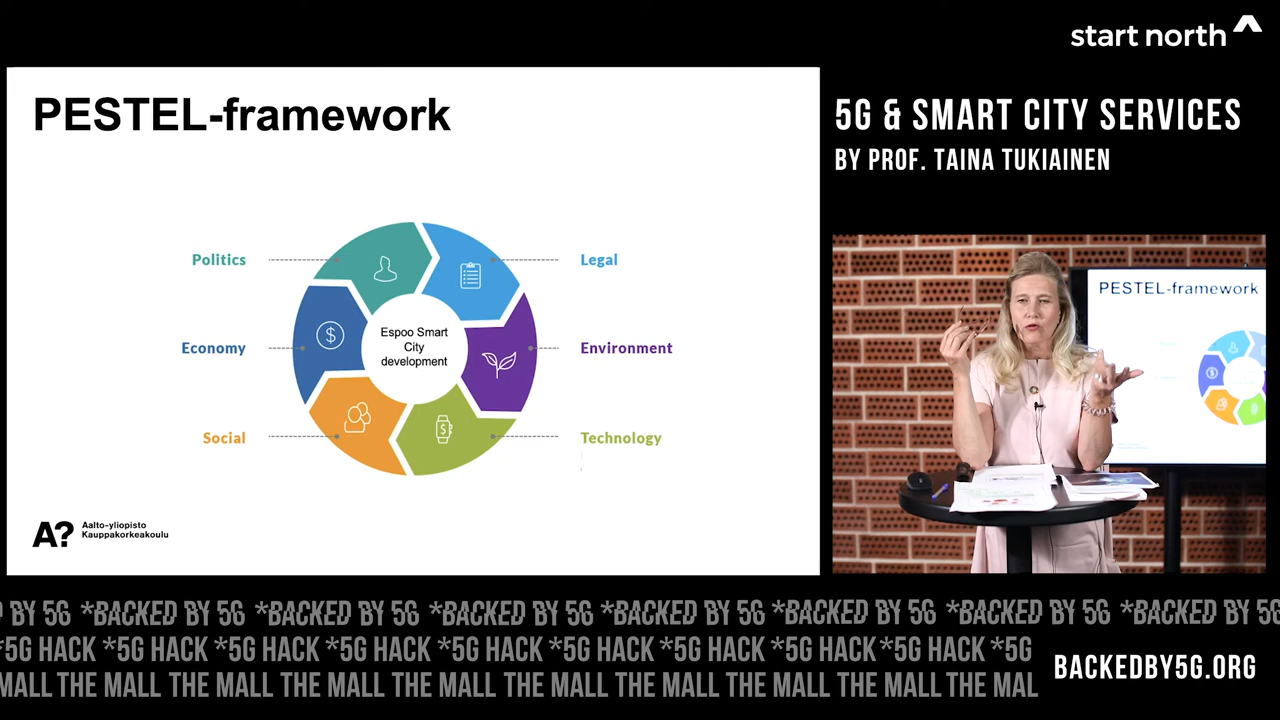 start north
PESTEL-framework
5G & SMART CITY SERVICES
BY PROF. TAINA TUKIAINEN
Politics
Legal
Economy
Espoo Smart
City
development
Environment
Social
Technology
A?
Aalto-yliopisto
Kauppakorkeakoulu
PESTEL-framework
D BY 5G *BACKED BY 5G *BACKED BY 5G *BACKED BY 5G *BACKED BY 5G *BACKED BY 5G *BACKED BY 5G *BACKED BY 5G
*5G HACK *5G HACK *5G HACK *5G HACK *5G HACK *5G HACK *5G HACK *5G HACK *5G HACK *5G
MALL THE MALL THE MALL THE MALL THE MALL THE MALL THE MALL THE MALL THE MALL THE MAL
BACKEDBY5G.ORG